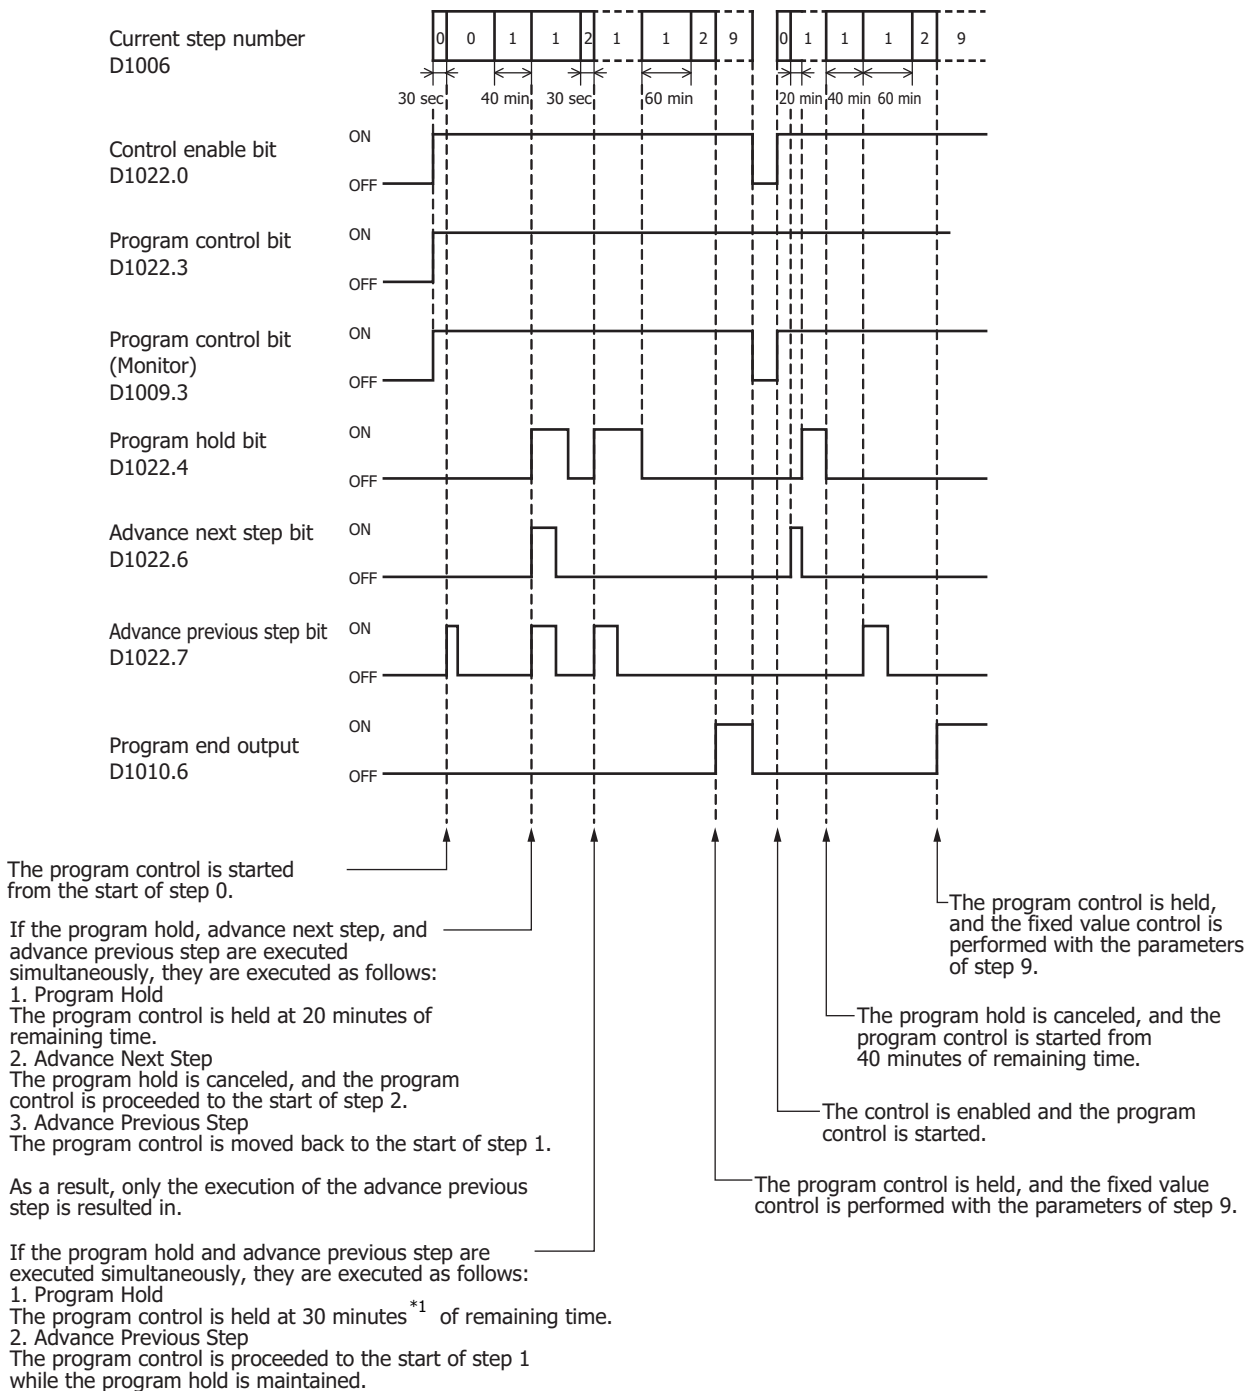 Current step number
D1006
0 0 1 1 2 1 1 2 9 0 1 1 1 2 9
30 sec 40 min 30 sec 60 min 20 min 40 min 60 min
Control enable bit
D1022.0
ON
OFF
Program control bit
D1022.3
ON
OFF
Program control bit
(Monitor)
D1009.3
ON
OFF
Program hold bit
D1022.4
ON
OFF
Advance next step bit
D1022.6
ON
OFF
Advance previous step bit
D1022.7
ON
OFF
Program end output
D1010.6
ON
OFF
The program control is started
from the start of step 0.
If the program hold, advance next step, and
advance previous step are executed
simultaneously, they are executed as follows:
1. Program Hold
The program control is held at 20 minutes of
remaining time.
2. Advance Next Step
The program hold is canceled, and the program
control is proceeded to the start of step 2.
3. Advance Previous Step
The program control is moved back to the start of step 1.
As a result, only the execution of the advance previous
step is resulted in.
If the program hold and advance previous step are
executed simultaneously, they are executed as follows:
1. Program Hold
The program control is held at 30 minutes*1 of remaining time.
2. Advance Previous Step
The program control is proceeded to the start of step 1
while the program hold is maintained.
The program control is held,
and the fixed value control is
performed with the parameters
of step 9.
The program hold is canceled, and the
program control is started from
40 minutes of remaining time.
The control is enabled and the program
control is started.
The program control is held, and the fixed value
control is performed with the parameters of step 9.